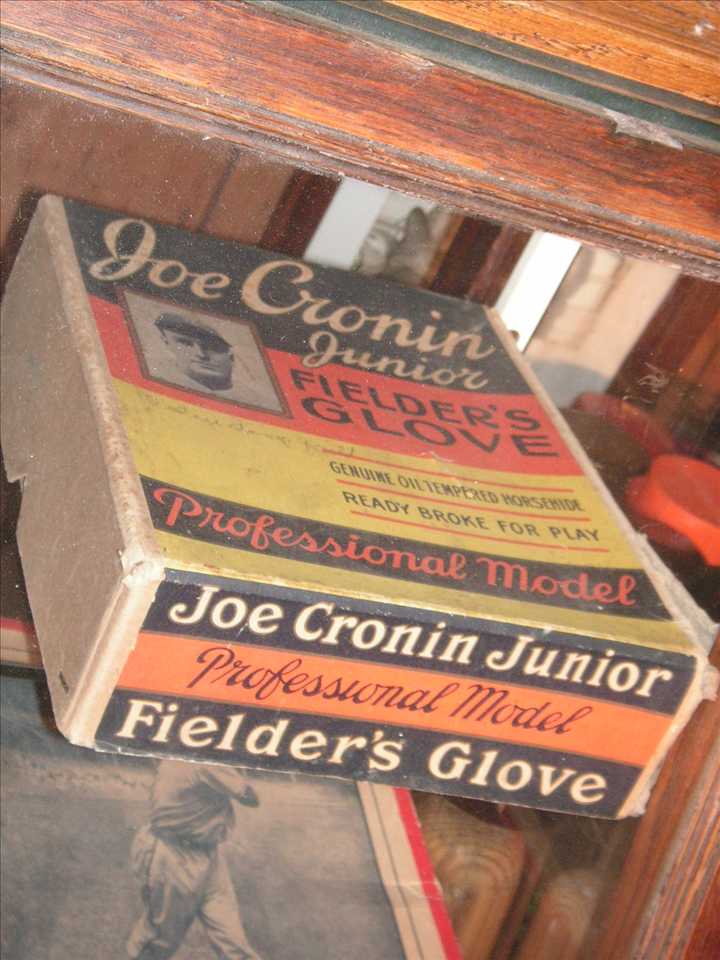 Joe Cronin
Junior
FIELDER'S
GLOVE
GENUINE OIL TEMPERED HORSEHIDE
READY BROKE FOR PLAY
Professional Model
Joe Cronin Junior
Professional Model
Fielder's Glove